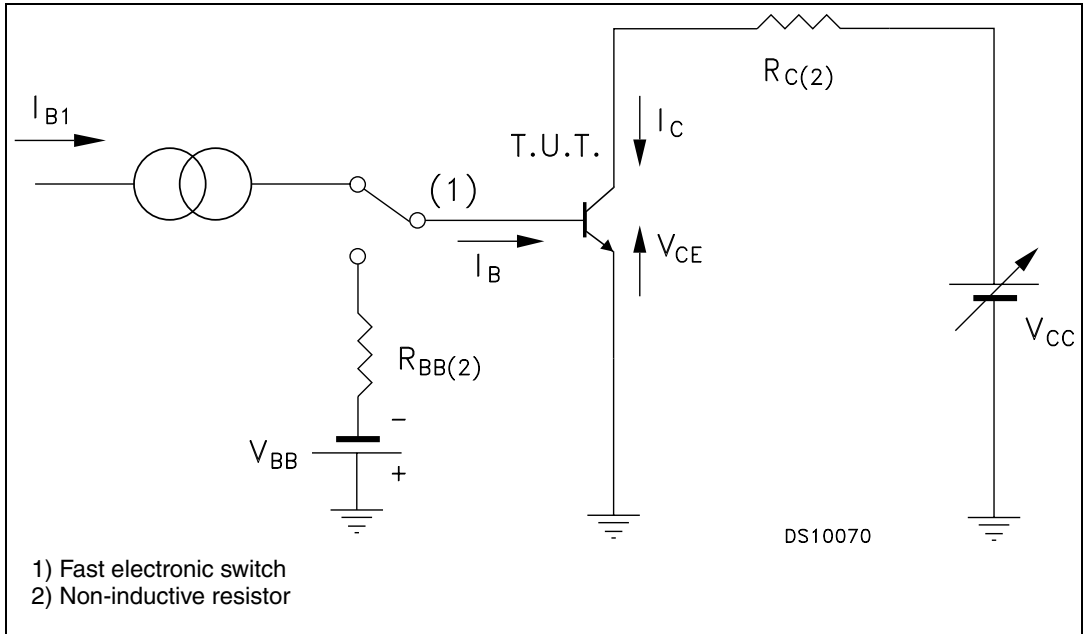 I_B1
R_C(2)
I_C
T.U.T.
(1)
V_CE
I_B
V_CC
R_BB(2)
-
V_BB
+
DS10070
1) Fast electronic switch
2) Non-inductive resistor